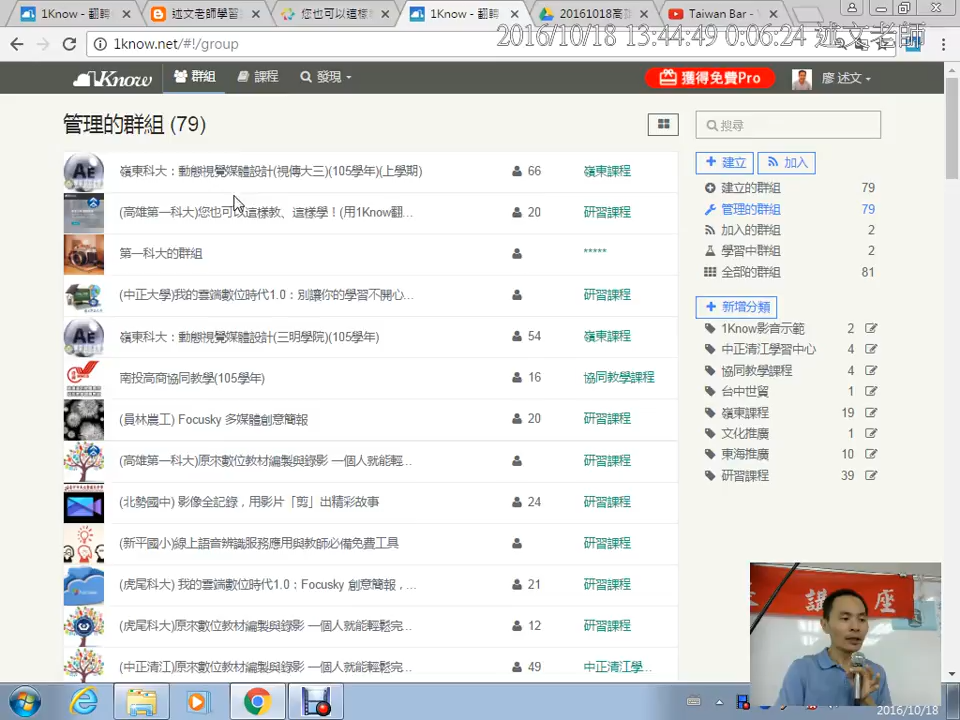 1Know - 翻轉
述文老師學習
您也可以這樣
1Know - 翻轉
20161018高雄
Taiwan Bar -
2016/10/18 13:44:49 0:06:24 述文老師
1know.net/#!/group
1Know
群組
課程
發現
獲得免費Pro
廖 述文
管理的群組 (79)
搜尋
嶺東科大：動態視覺媒體設計(視傳大三)(105學年)(上學期) 66 嶺東課程
(高雄第一科大)您也可以這樣教、這樣學！(用1Know翻... 20 研習課程
第一科大的群組 *****
(中正大學)我的雲端數位時代1.0：別讓你的學習不開心... 研習課程
嶺東科大：動態視覺媒體設計(三明學院)(105學年) 54 嶺東課程
南投高商協同教學(105學年) 16 協同教學課程
(員林農工) Focusky 多媒體創意簡報 20 研習課程
(高雄第一科大)原來數位教材編製與錄影 一個人就能輕... 研習課程
(北勢國中) 影像全記錄，用影片「剪」出精彩故事 24 研習課程
(新平國小)線上語音辨識服務應用與教師必備免費工具 研習課程
(虎尾科大) 我的雲端數位時代1.0：Focusky 創意簡報，... 21 研習課程
(虎尾科大)原來數位教材編製與錄影 一個人就能輕鬆完... 12 研習課程
(中正清江)原來數位教材編製與錄影 一個人就能輕鬆完... 49 中正清江學...
+ 建立
加入
建立的群組 79
管理的群組 79
加入的群組 2
學習中群組 2
全部的群組 81
+ 新增分類
1Know影音示範 2
中正清江學習中心 4
協同教學課程 4
台中世貿 1
嶺東課程 19
文化推廣 1
東海推廣 10
研習課程 39
講座
2016/10/18